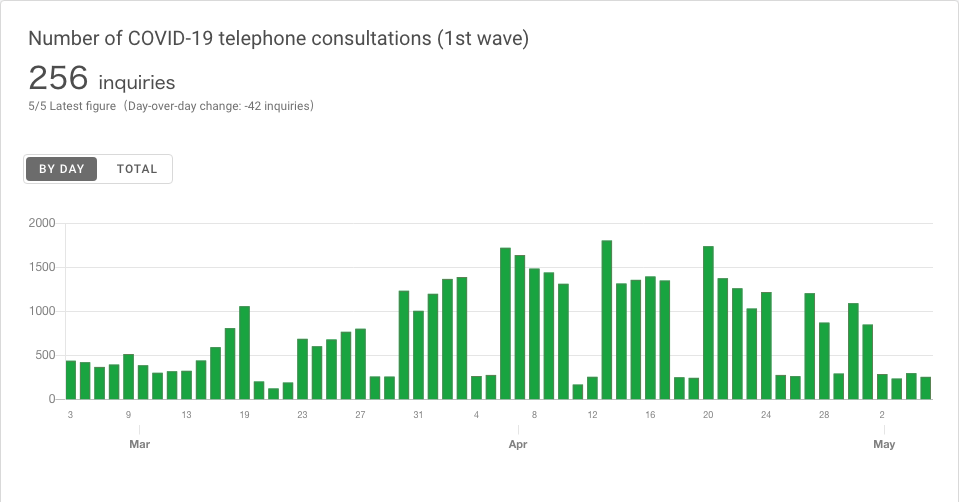 Number of COVID-19 telephone consultations (1st wave)
256 inquiries
5/5 Latest figure（Day-over-day change: -42 inquiries）
BY DAY TOTAL
2000
1500
1000
500
0
3 9 13 19 23 27 31 4 8 12 16 20 24 28 2
Mar Apr May